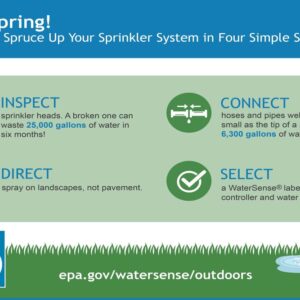 pring!
Spruce Up Your Sprinkler System in Four Simple S
INSPECT
sprinkler heads. A broken one can
waste 25,000 gallons of water in
six months!
CONNECT
hoses and pipes wel
small as the tip of a
6,300 gallons of wa
DIRECT
spray on landscapes, not pavement.
SELECT
a WaterSense® labe
controller and water
epa.gov/watersense/outdoors